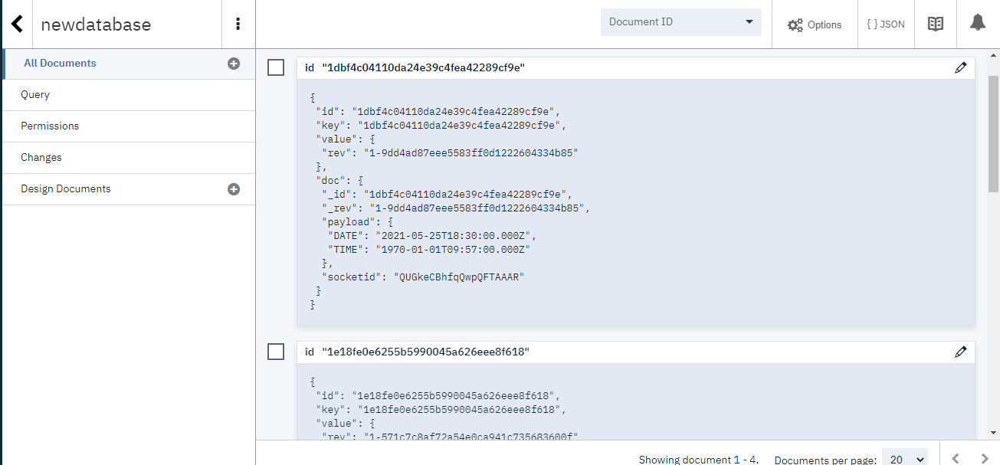 newdatabase
Document ID
Options
{ } JSON
All Documents
Query
Permissions
Changes
Design Documents
id "1dbf4c04110da24e39c4fea42289cf9e"
{
"id": "1dbf4c04110da24e39c4fea42289cf9e",
"key": "1dbf4c04110da24e39c4fea42289cf9e",
"value": {
"rev": "1-9dd4ad87eee5583ff0d1222604334b85"
},
"doc": {
"_id": "1dbf4c04110da24e39c4fea42289cf9e",
"_rev": "1-9dd4ad87eee5583ff0d1222604334b85",
"payload": {
"DATE": "2021-05-25T18:30:00.000Z",
"TIME": "1970-01-01T09:57:00.000Z"
},
"socketid": "QUGkeCBhfqQwpQFTAAAR"
}
}
id "1e18fe0e6255b5990045a626eee8f618"
{
"id": "1e18fe0e6255b5990045a626eee8f618",
"key": "1e18fe0e6255b5990045a626eee8f618",
"value": {
"rev": "1-571c7c8af72a54e0ca941c735683600f"
Showing document 1 - 4.
Documents per page: 20